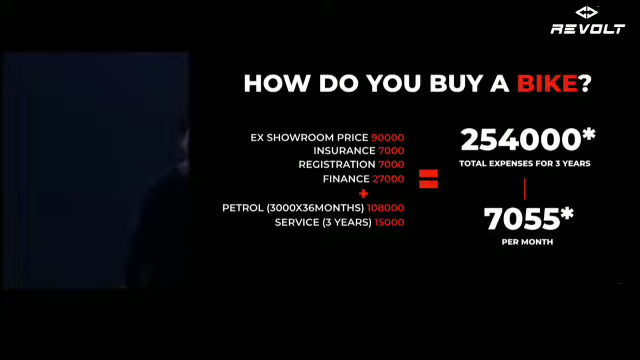 REVOLT
HOW DO YOU BUY A BIKE?
EX SHOWROOM PRICE 90000
INSURANCE 7000
REGISTRATION 7000
FINANCE 27000
+
PETROL (3000X36MONTHS) 108000
SERVICE (3 YEARS) 15000
=
254000*
TOTAL EXPENSES FOR 3 YEARS
7055*
PER MONTH